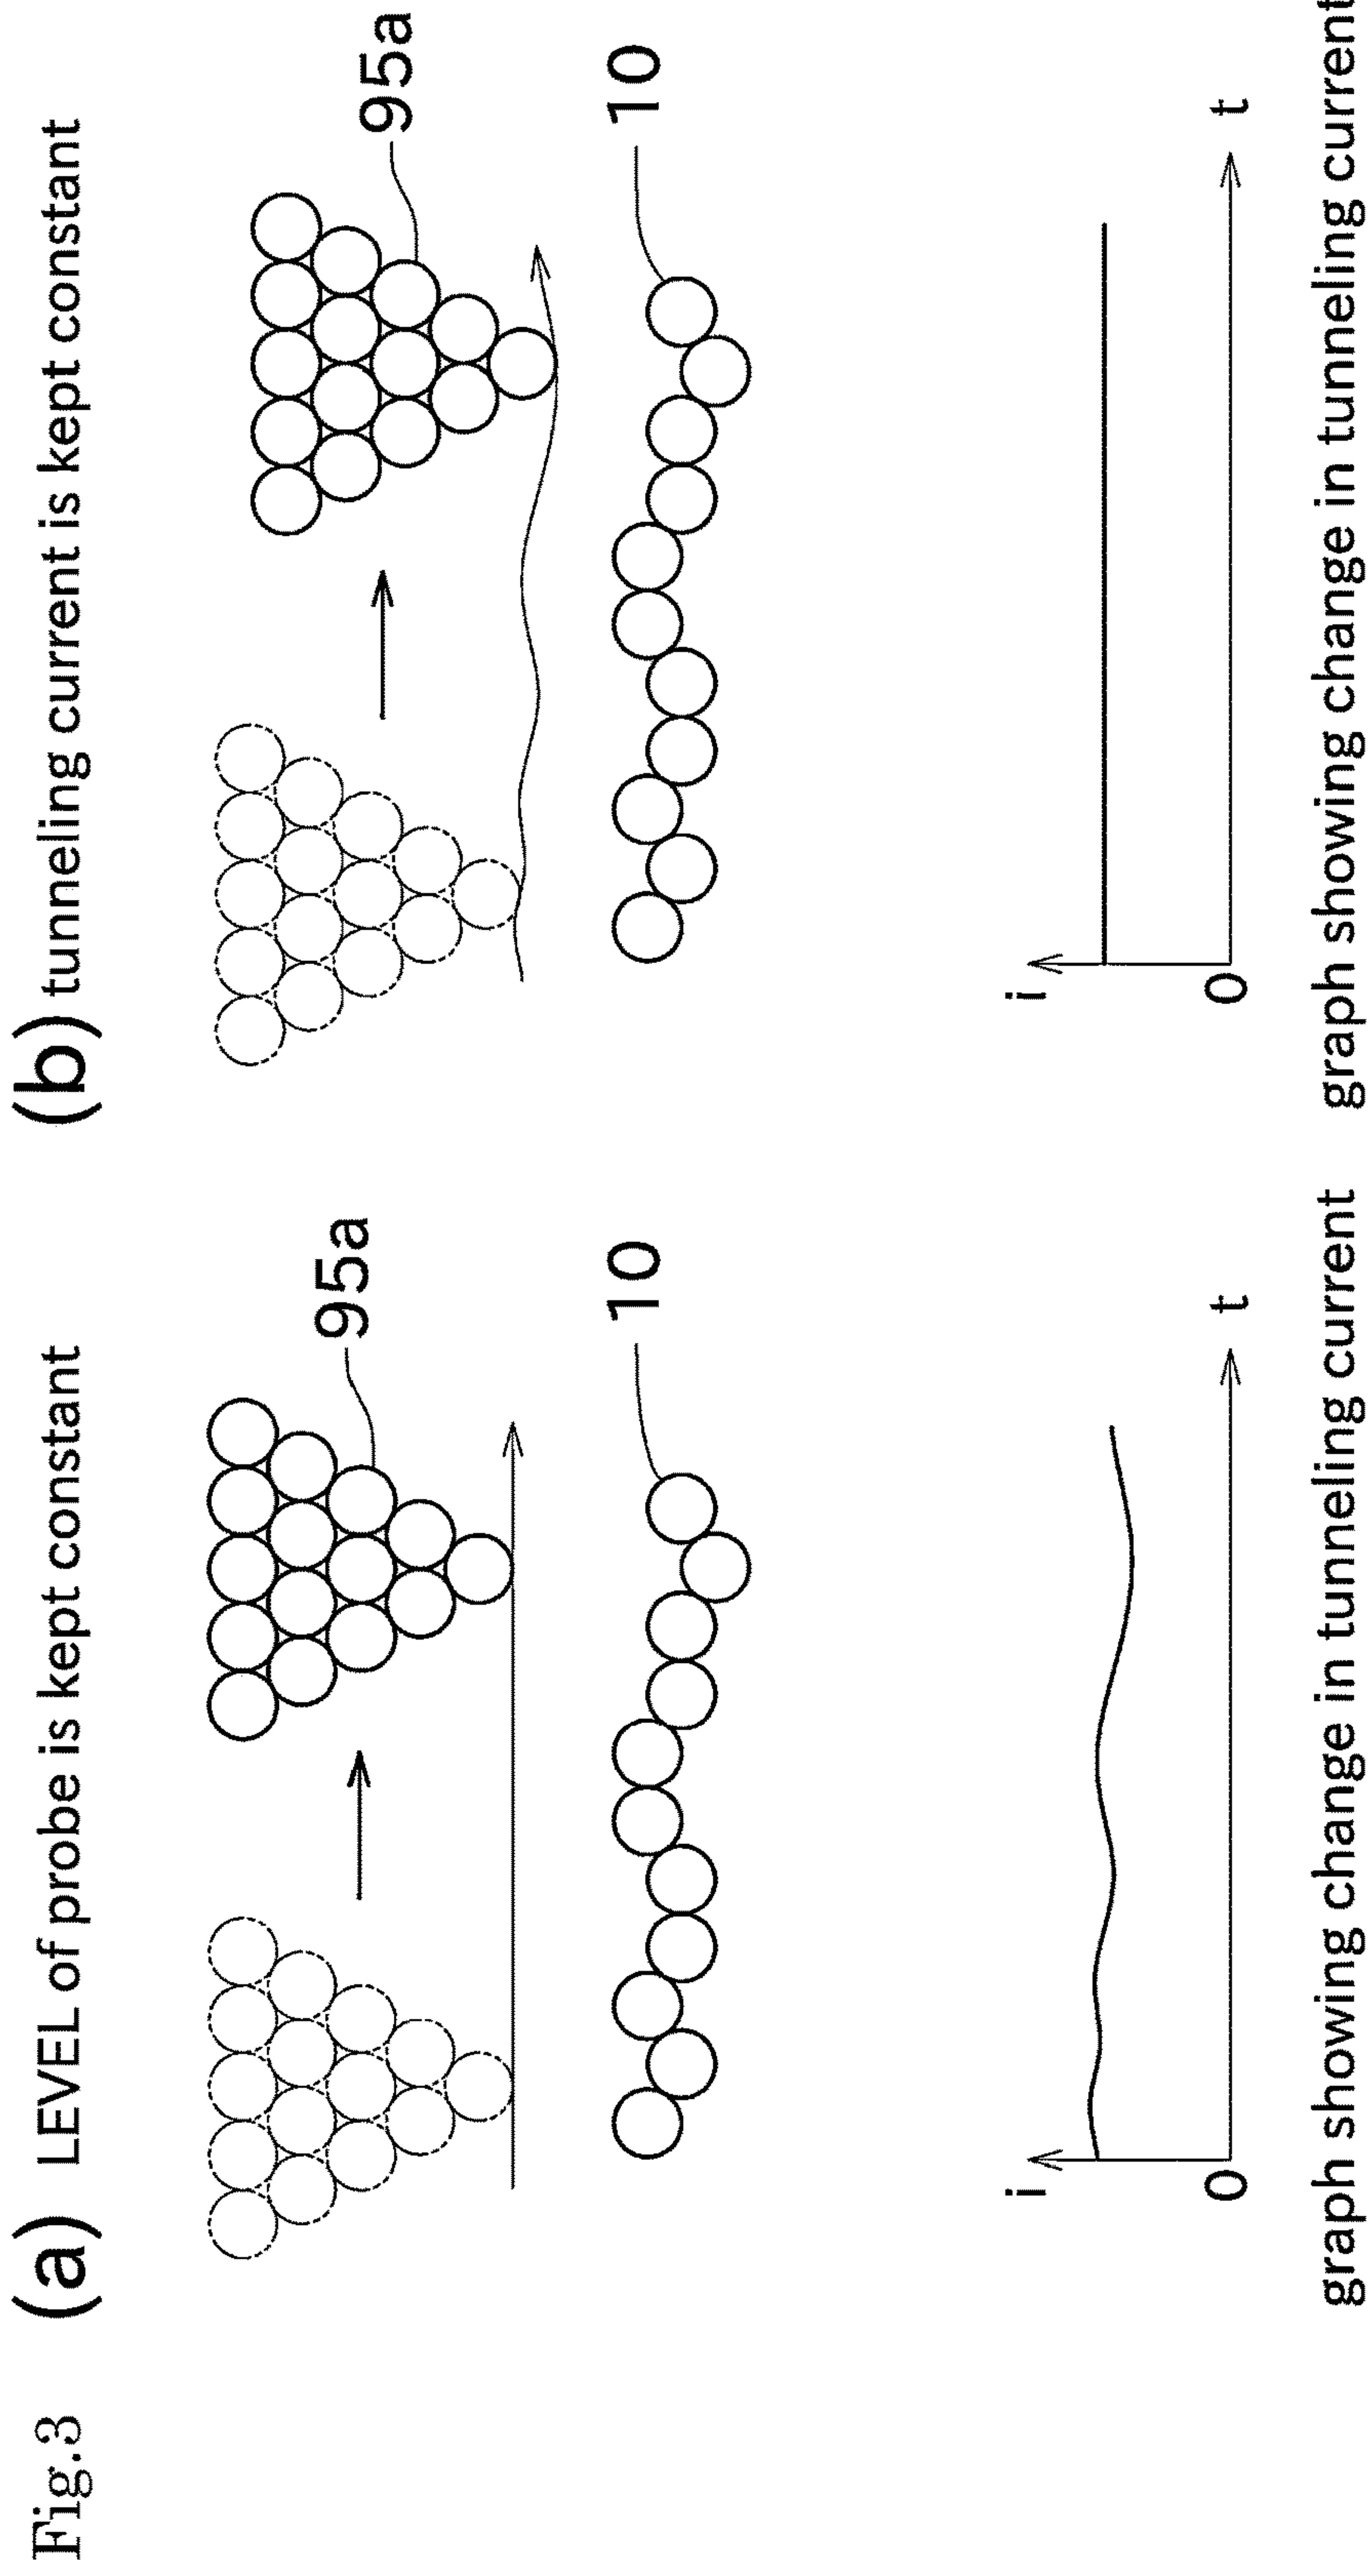 Fig.3
(a) LEVEL of probe is kept constant
95a
10
i
0
t
graph showing change in tunneling current
(b) tunneling current is kept constant
95a
10
i
0
t
graph showing change in tunneling current